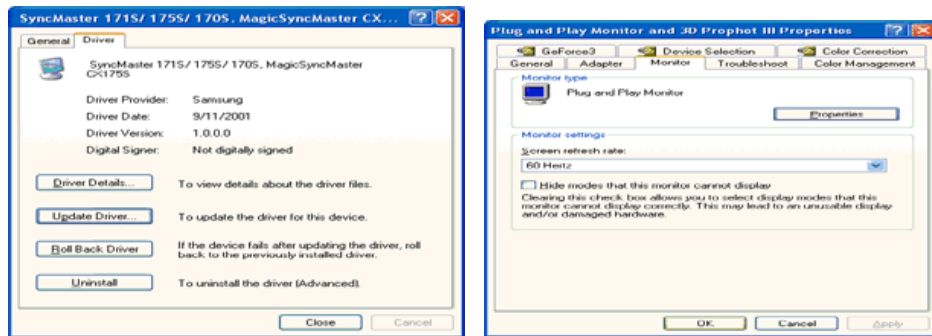 SyncMaster 171S/ 175S/ 170S, MagicSyncMaster CX...
General
Driver
SyncMaster 171S/ 175S/ 170S, MagicSyncMaster
CX175S
Driver Provider: Samsung
Driver Date: 9/11/2001
Driver Version: 1.0.0.0
Digital Signer: Not digitally signed
Driver Details...
To view details about the driver files.
Update Driver...
To update the driver for this device.
Roll Back Driver
If the device fails after updating the driver, roll
back to the previously installed driver.
Uninstall
To uninstall the driver (Advanced).
Close
Cancel
Plug and Play Monitor and 3D Prophet III Properties
GeForce3
Device Selection
Color Correction
General
Adapter
Monitor
Troubleshoot
Color Management
Monitor type
Plug and Play Monitor
Properties
Monitor settings
Screen refresh rate:
60 Hertz
Hide modes that this monitor cannot display
Clearing this check box allows you to select display modes that this
monitor cannot display correctly. This may lead to an unusable display
and/or damaged hardware.
OK
Cancel
Apply